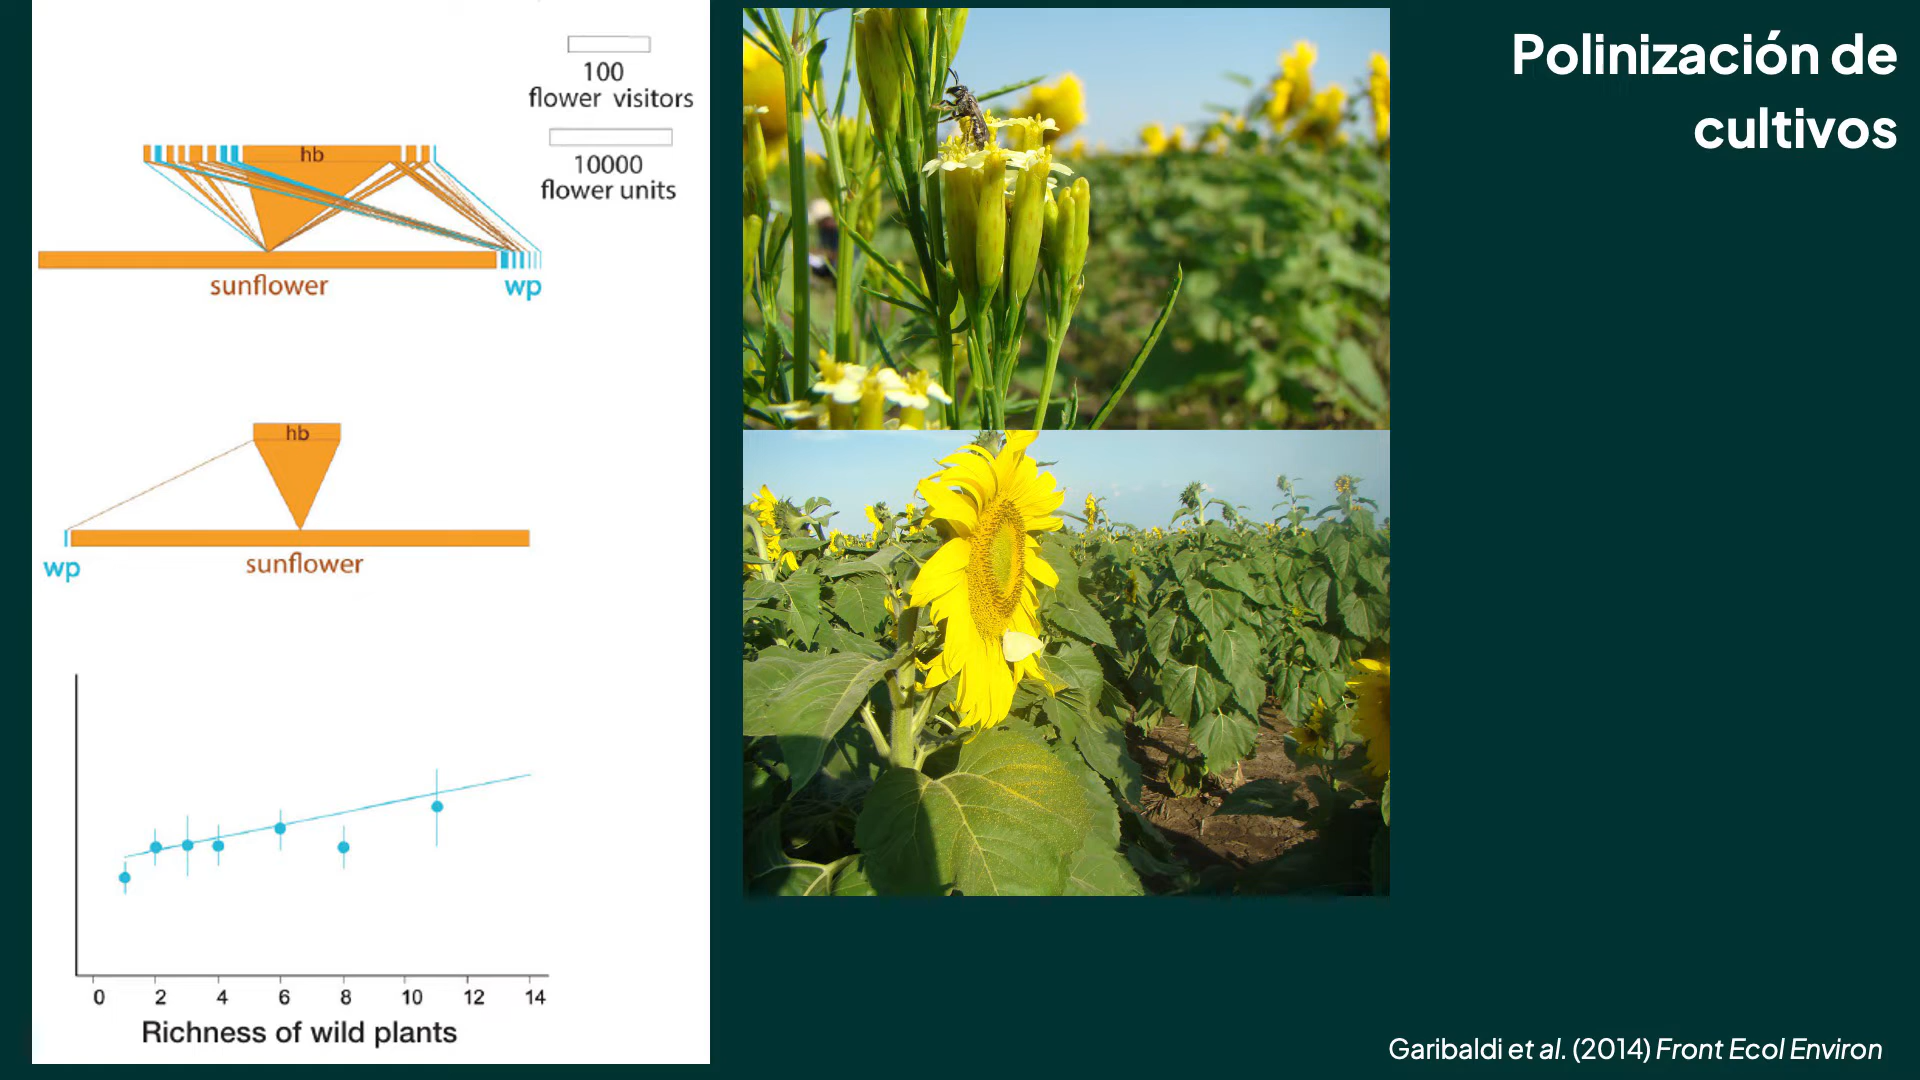 100
flower visitors
10000
flower units
hb
sunflower
wp
hb
wp
sunflower
0 2 4 6 8 10 12 14
Richness of wild plants
Polinización de
cultivos
Garibaldi et al. (2014) Front Ecol Environ